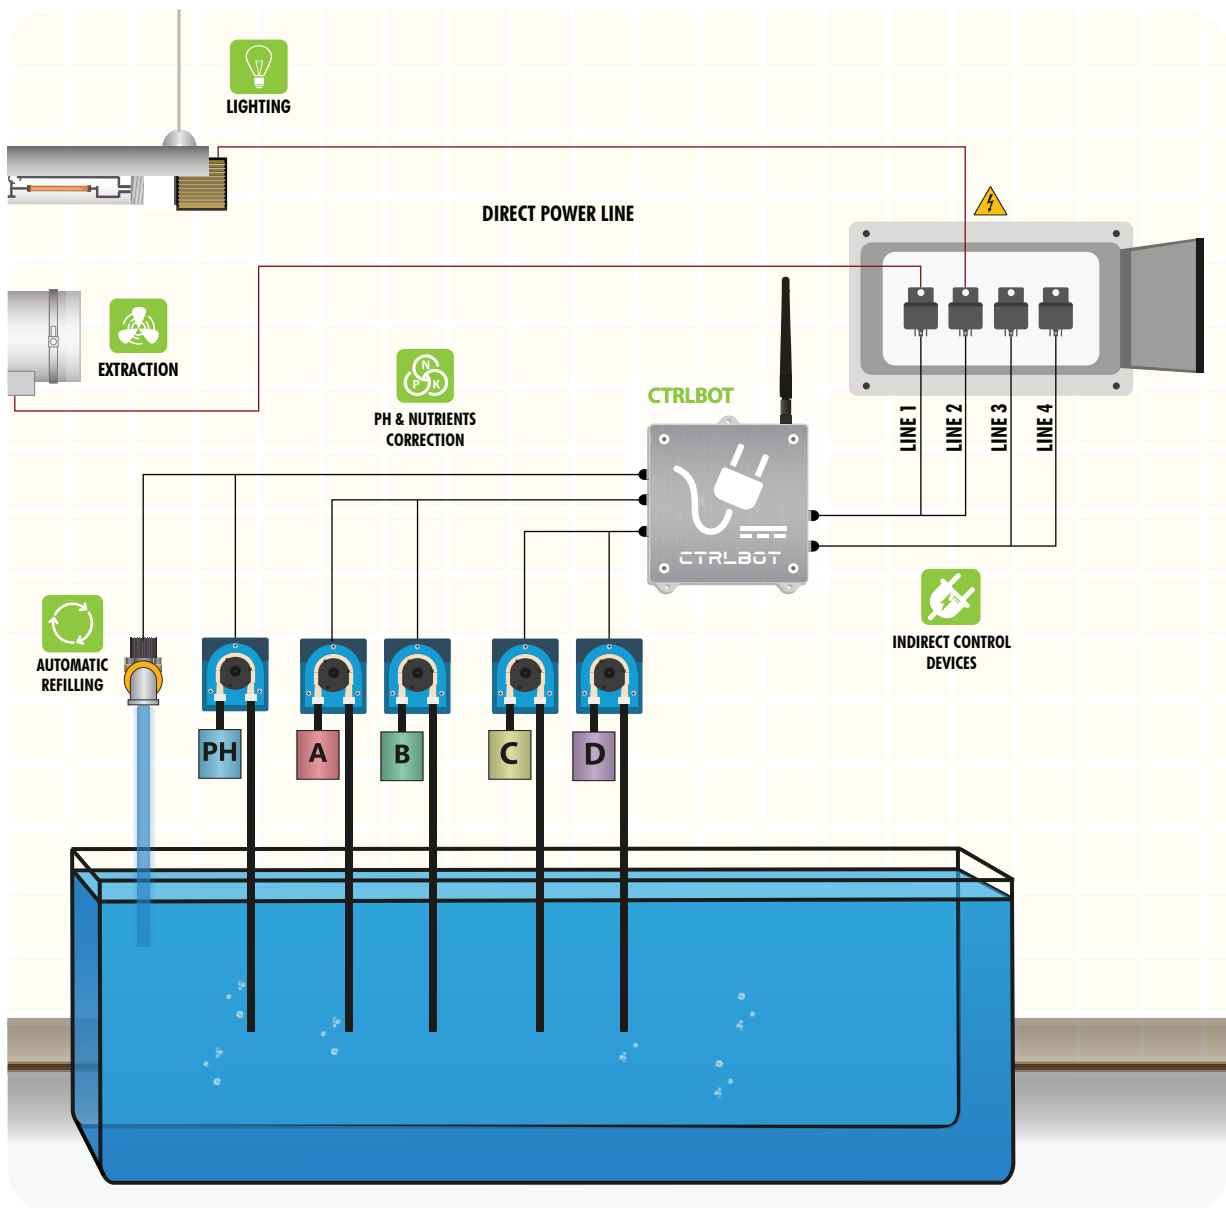 LIGHTING
DIRECT POWER LINE
EXTRACTION
N
P K
PH & NUTRIENTS
CORRECTION
CTRLBOT
LINE 1
LINE 2
LINE 3
LINE 4
CTRLBOT
AUTOMATIC
REFILLING
INDIRECT CONTROL
DEVICES
PH
A
B
C
D